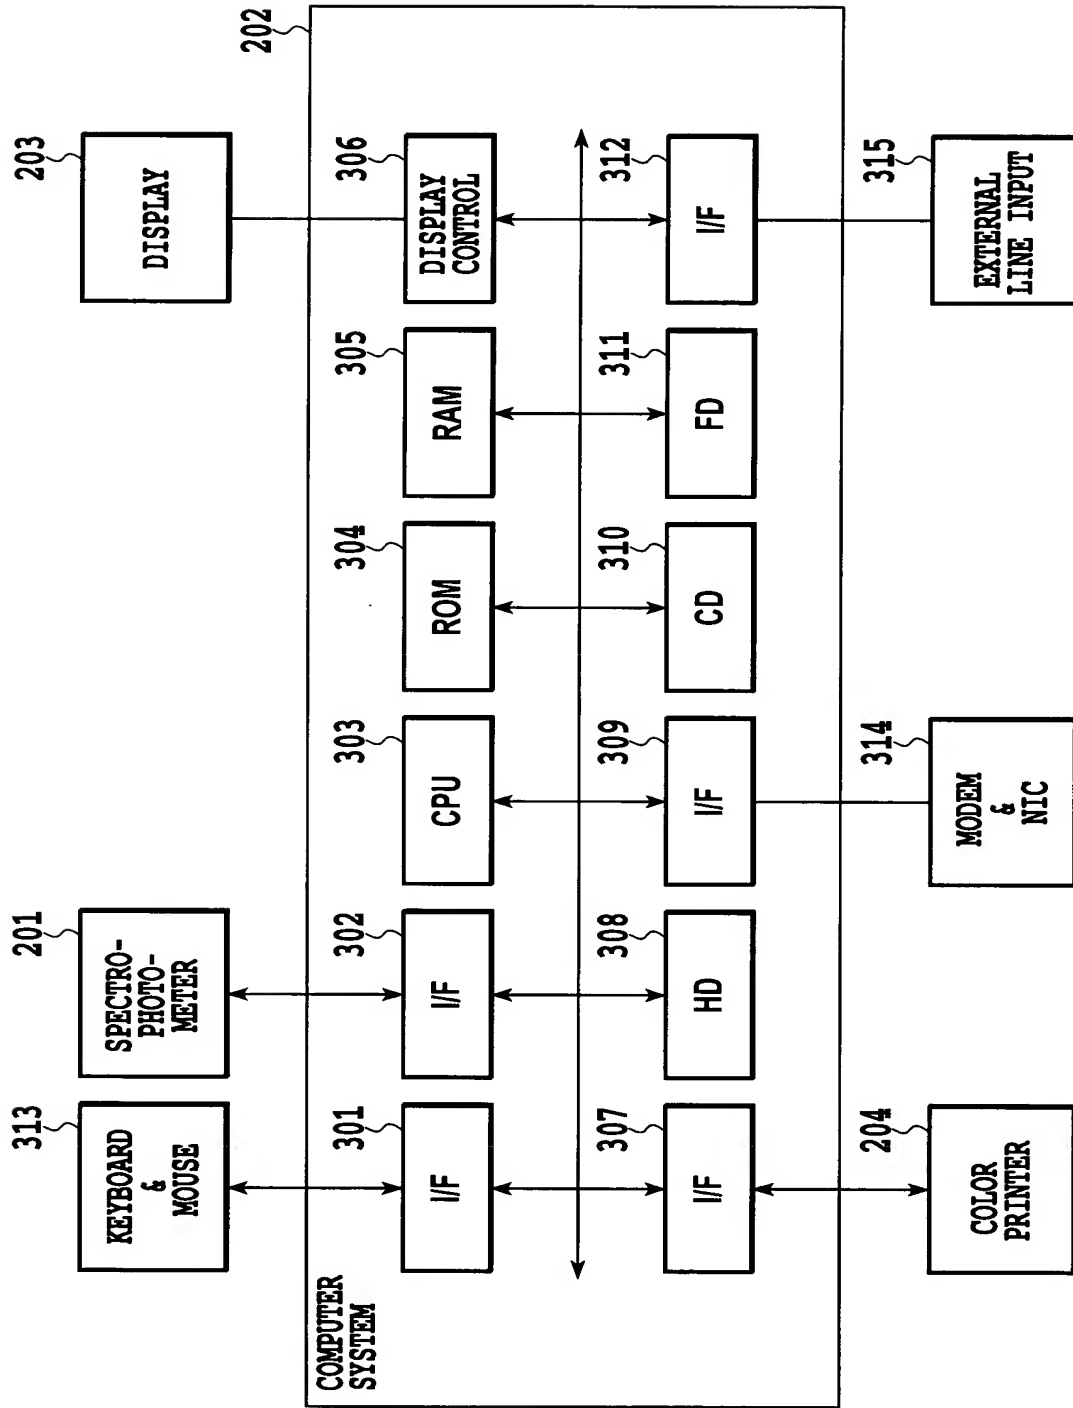 313
KEYBOARD
&
MOUSE
201
SPECTRO-
PHOTO-
METER
203
DISPLAY
COMPUTER
SYSTEM
202
301
I/F
302
I/F
303
CPU
304
ROM
305
RAM
306
DISPLAY
CONTROL
307
I/F
308
HD
309
I/F
310
CD
311
FD
312
I/F
204
COLOR
PRINTER
314
MODEM
&
NIC
315
EXTERNAL
LINE INPUT